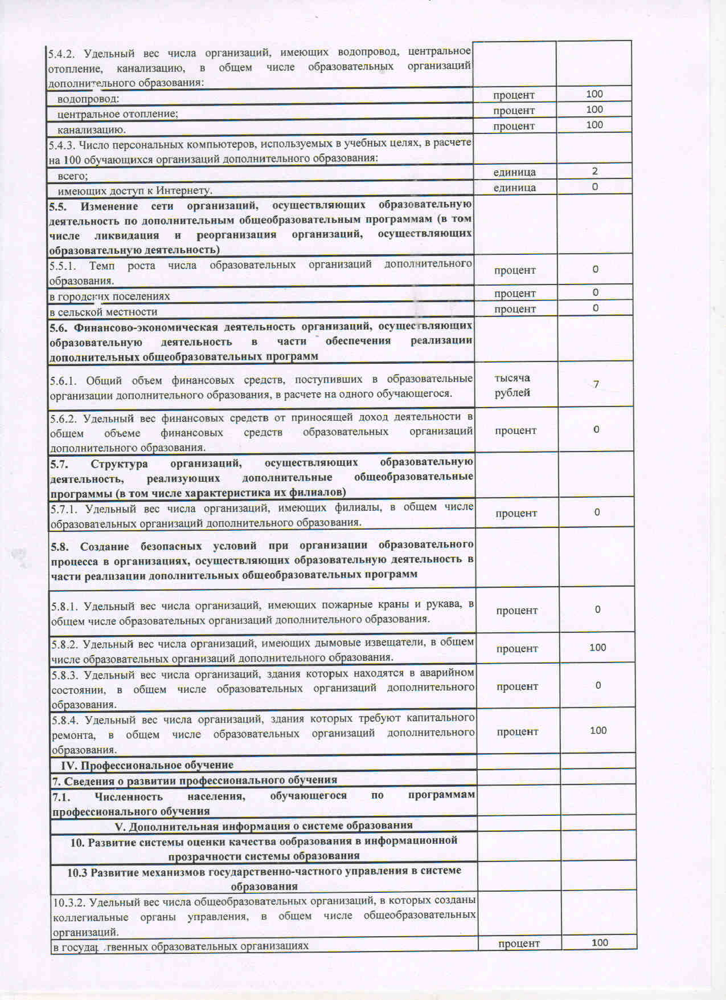 5.4.2. Удельный вес числа организаций, имеющих водопровод, центральное
отопление, канализацию, в общем числе образовательных организаций
дополнительного образования:
водопровод: процент 100
центральное отопление; процент 100
канализацию. процент 100
5.4.3. Число персональных компьютеров, используемых в учебных целях, в расчете
на 100 обучающихся организаций дополнительного образования:
всего; единица 2
имеющих доступ к Интернету. единица 0
5.5. Изменение сети организаций, осуществляющих образовательную
деятельность по дополнительным общеобразовательным программам (в том
числе ликвидация и реорганизация организаций, осуществляющих
образовательную деятельность)
5.5.1. Темп роста числа образовательных организаций дополнительного
образования. процент 0
в городских поселениях процент 0
в сельской местности процент 0
5.6. Финансово-экономическая деятельность организаций, осуществляющих
образовательную деятельность в части обеспечения реализации
дополнительных общеобразовательных программ
5.6.1. Общий объем финансовых средств, поступивших в образовательные
организации дополнительного образования, в расчете на одного обучающегося.
тысяча
рублей
7
5.6.2. Удельный вес финансовых средств от приносящей доход деятельности в
общем объеме финансовых средств образовательных организаций
дополнительного образования.
процент 0
5.7. Структура организаций, осуществляющих образовательную
деятельность, реализующих дополнительные общеобразовательные
программы (в том числе характеристика их филиалов)
5.7.1. Удельный вес числа организаций, имеющих филиалы, в общем числе
образовательных организаций дополнительного образования.
процент 0
5.8. Создание безопасных условий при организации образовательного
процесса в организациях, осуществляющих образовательную деятельность в
части реализации дополнительных общеобразовательных программ
5.8.1. Удельный вес числа организаций, имеющих пожарные краны и рукава, в
общем числе образовательных организаций дополнительного образования.
процент 0
5.8.2. Удельный вес числа организаций, имеющих дымовые извещатели, в общем
числе образовательных организаций дополнительного образования.
процент 100
5.8.3. Удельный вес числа организаций, здания которых находятся в аварийном
состоянии, в общем числе образовательных организаций дополнительного
образования.
процент 0
5.8.4. Удельный вес числа организаций, здания которых требуют капитального
ремонта, в общем числе образовательных организаций дополнительного
образования.
процент 100
IV. Профессиональное обучение
7. Сведения о развитии профессионального обучения
7.1. Численность населения, обучающегося по программам
профессионального обучения
V. Дополнительная информация о системе образования
10. Развитие системы оценки качества ообразования в информационной
прозрачности системы образования
10.3 Развитие механизмов государственно-частного управления в системе
образования
10.3.2. Удельный вес числа общеобразовательных организаций, в которых созданы
коллегиальные органы управления, в общем числе общеобразовательных
организаций.
в государственных образовательных организациях процент 100